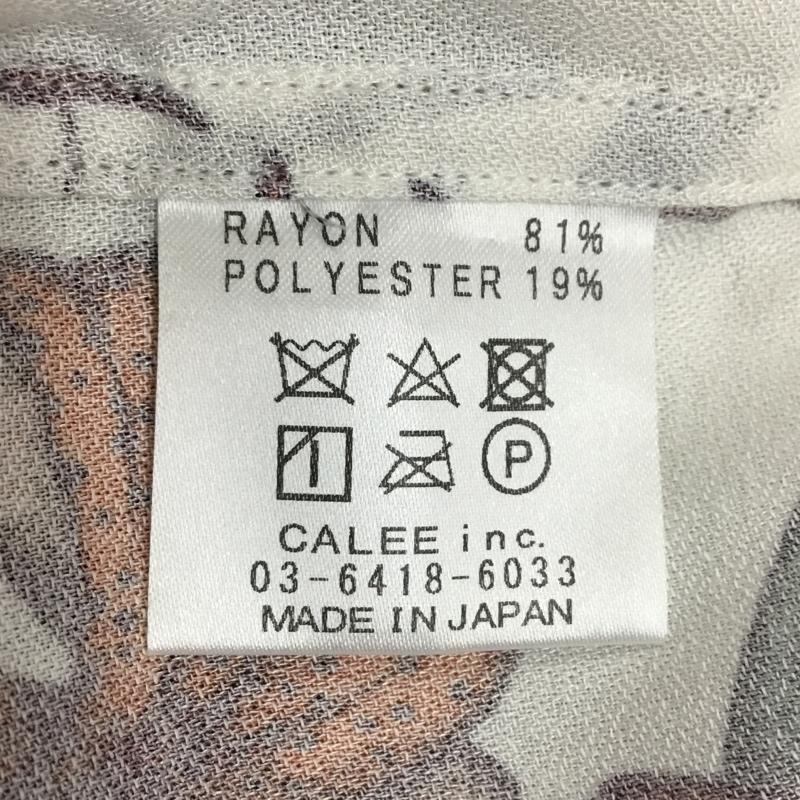 RAYON 81%
POLYESTER 19%
P
CALEE inc.
03-6418-6033
MADE IN JAPAN